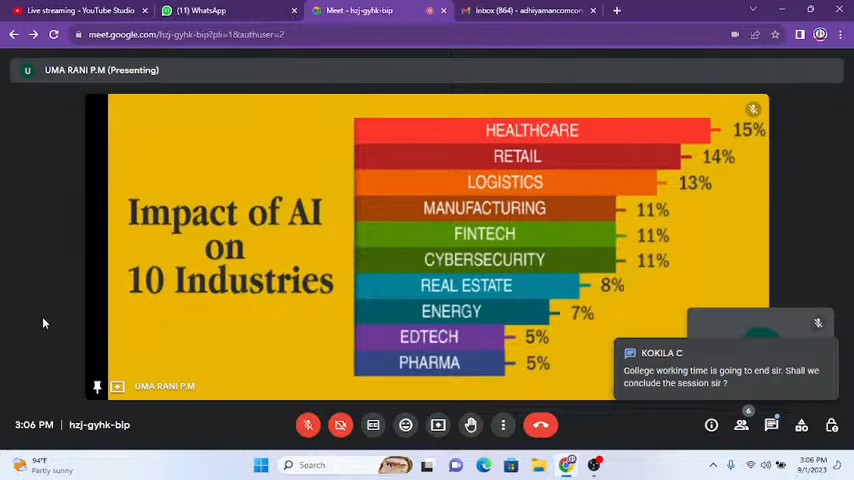 Live streaming - YouTube Studio
(11) WhatsApp
Meet - hzj-gyhk-bip
Inbox (864) - adhiyamancomcon
meet.google.com/hzj-gyhk-bip?pli=1&authuser=2
U
UMA RANI P.M (Presenting)
Impact of AI
on
10 Industries
HEALTHCARE 15%
RETAIL 14%
LOGISTICS 13%
MANUFACTURING 11%
FINTECH 11%
CYBERSECURITY 11%
REAL ESTATE 8%
ENERGY 7%
EDTECH 5%
PHARMA 5%
KOKILA C
College working time is going to end sir. Shall we
conclude the session sir ?
UMA RANI P.M
3:06 PM | hzj-gyhk-bip
6
94°F
Partly sunny
Search
3:06 PM
9/1/2023